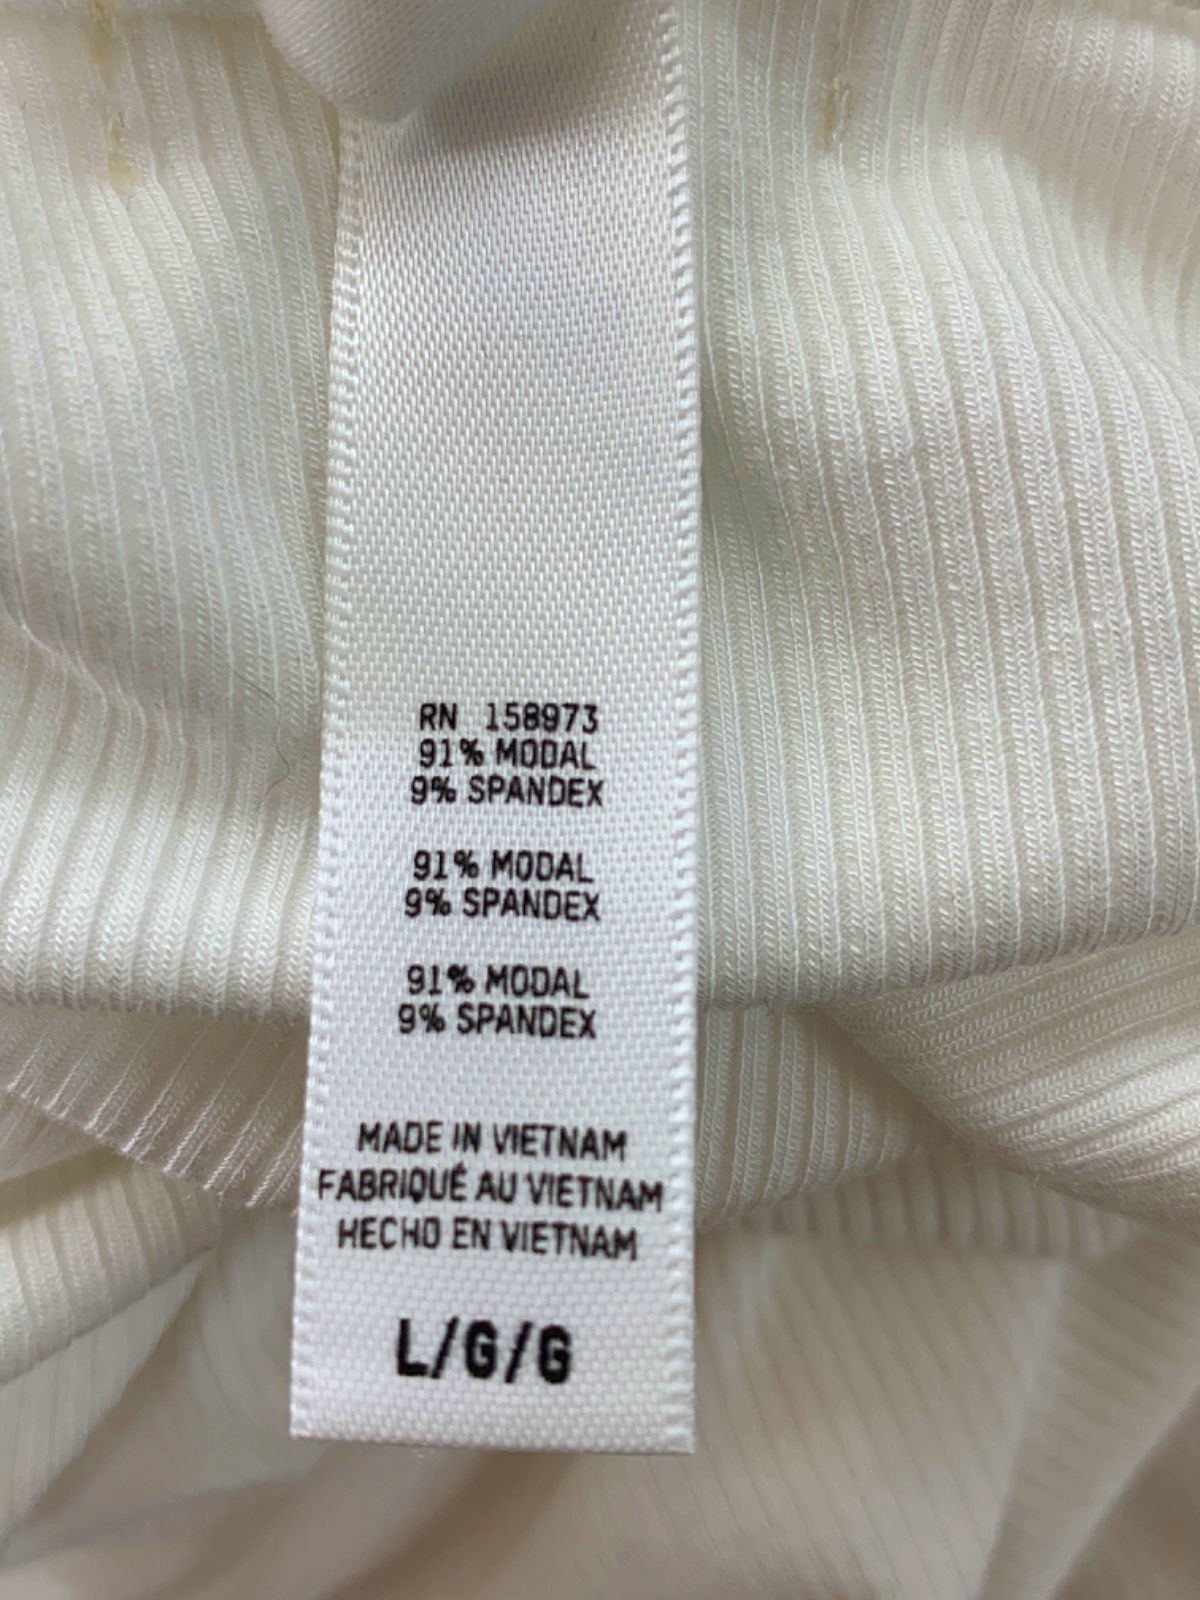 RN 158973
91% MODAL
9% SPANDEX
91% MODAL
9% SPANDEX
91% MODAL
9% SPANDEX
MADE IN VIETNAM
FABRIQUÉ AU VIETNAM
HECHO EN VIETNAM
L/G/G